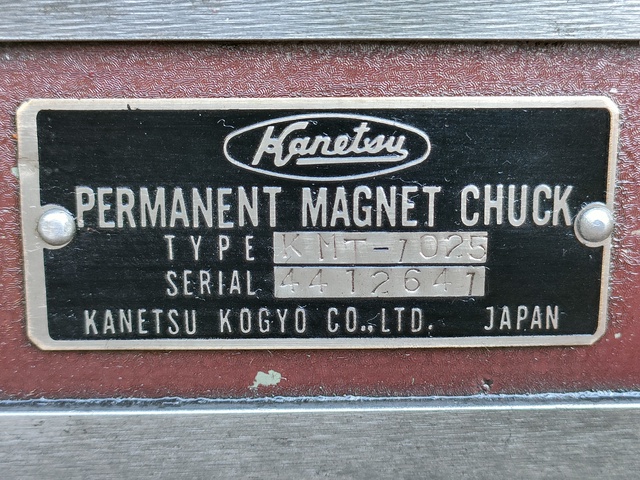 Kanetsu
PERMANENT MAGNET CHUCK
TYPE KMT-1025
SERIAL 4412641
KANETSU KOGYO CO., LTD. JAPAN